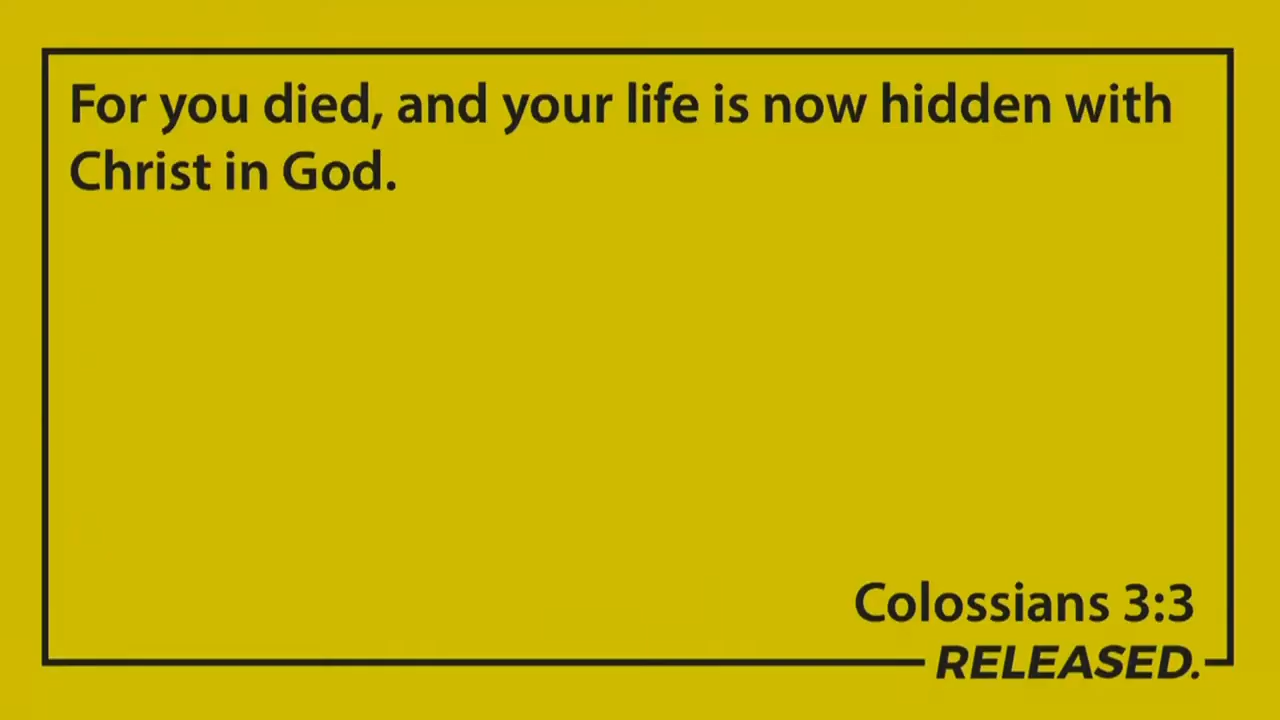 For you died, and your life is now hidden with
Christ in God.
Colossians 3:3
RELEASED.